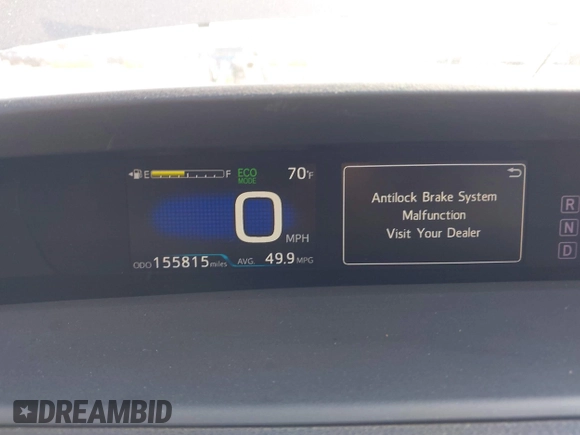 E F ECO MODE 70°F
0 MPH
ODO 155815 miles AVG. 49.9 MPG
Antilock Brake System
Malfunction
Visit Your Dealer
R
N
D
DREAMBID